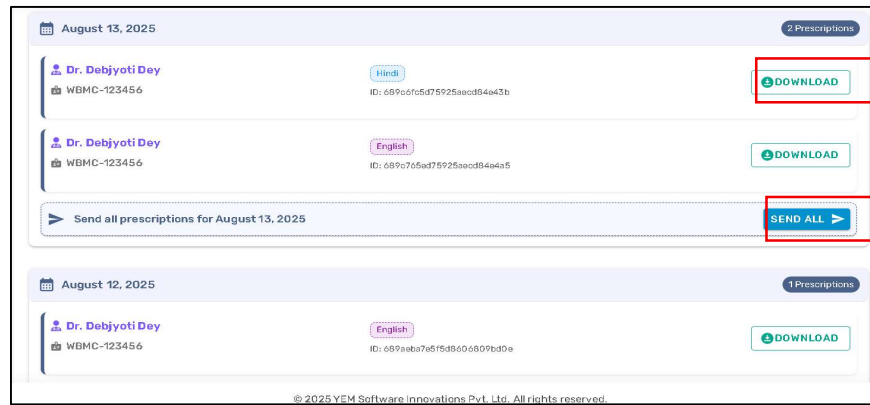 August 13, 2025 2 Prescriptions
Dr. Debjyoti Dey Hindi DOWNLOAD
WBMC-123456 ID: 689c6fc5d75925aecd84e43b
Dr. Debjyoti Dey English DOWNLOAD
WBMC-123456 ID: 689c765ed75925aecd84e4a5
Send all prescriptions for August 13, 2025 SEND ALL
August 12, 2025 1 Prescriptions
Dr. Debjyoti Dey English DOWNLOAD
WBMC-123456 ID: 689aeba7e5f5d8606809bd0e
© 2025 YEM Software Innovations Pvt. Ltd. All rights reserved.